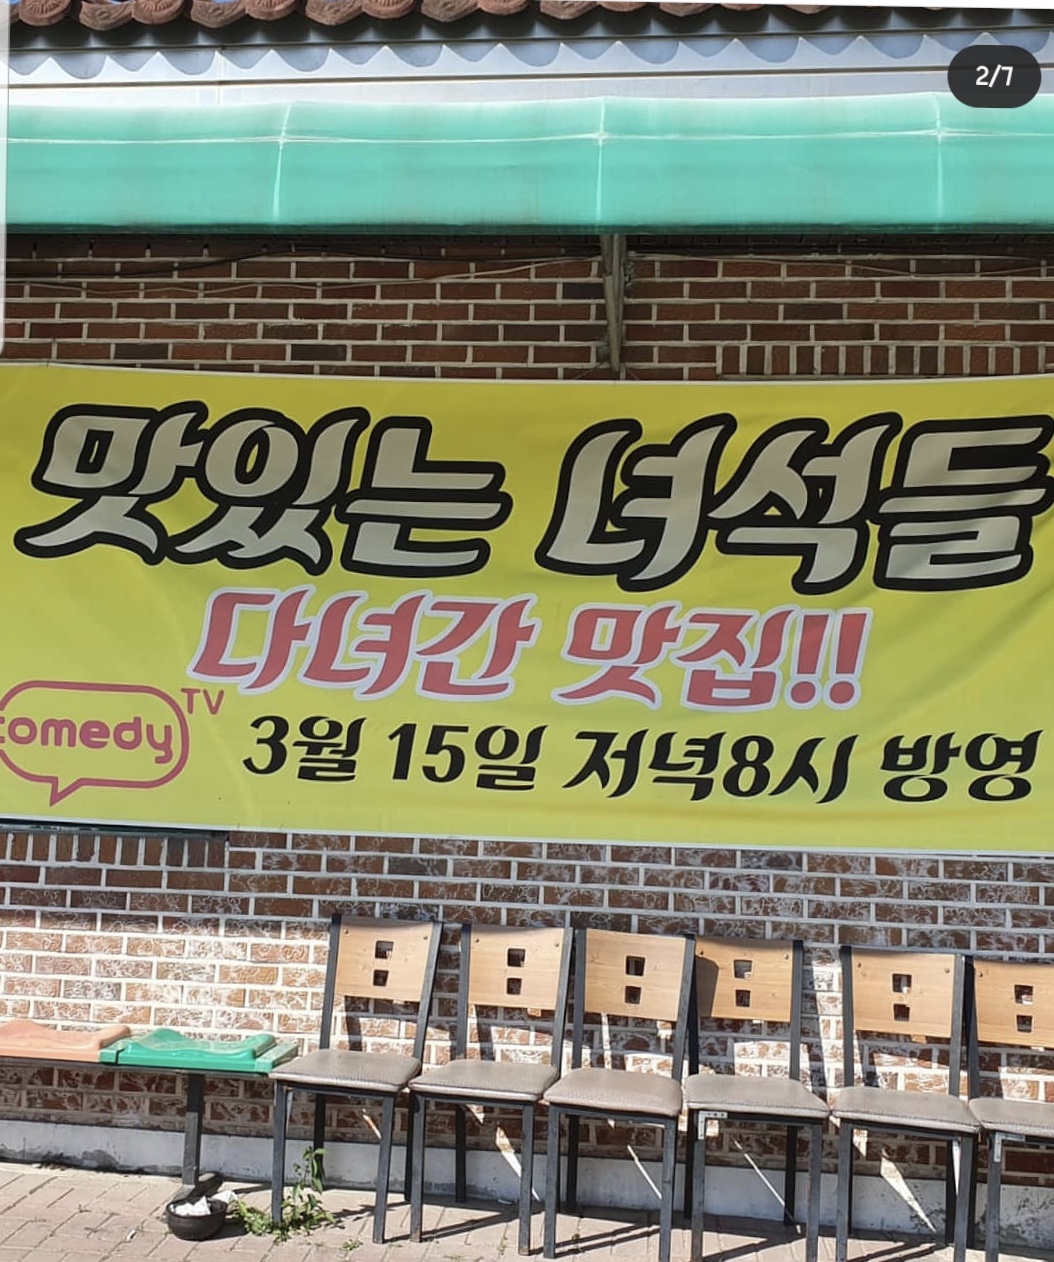 2/7
맛있는 녀석들
다녀간 맛집!!
comedy TV
3월 15일 저녁8시 방영